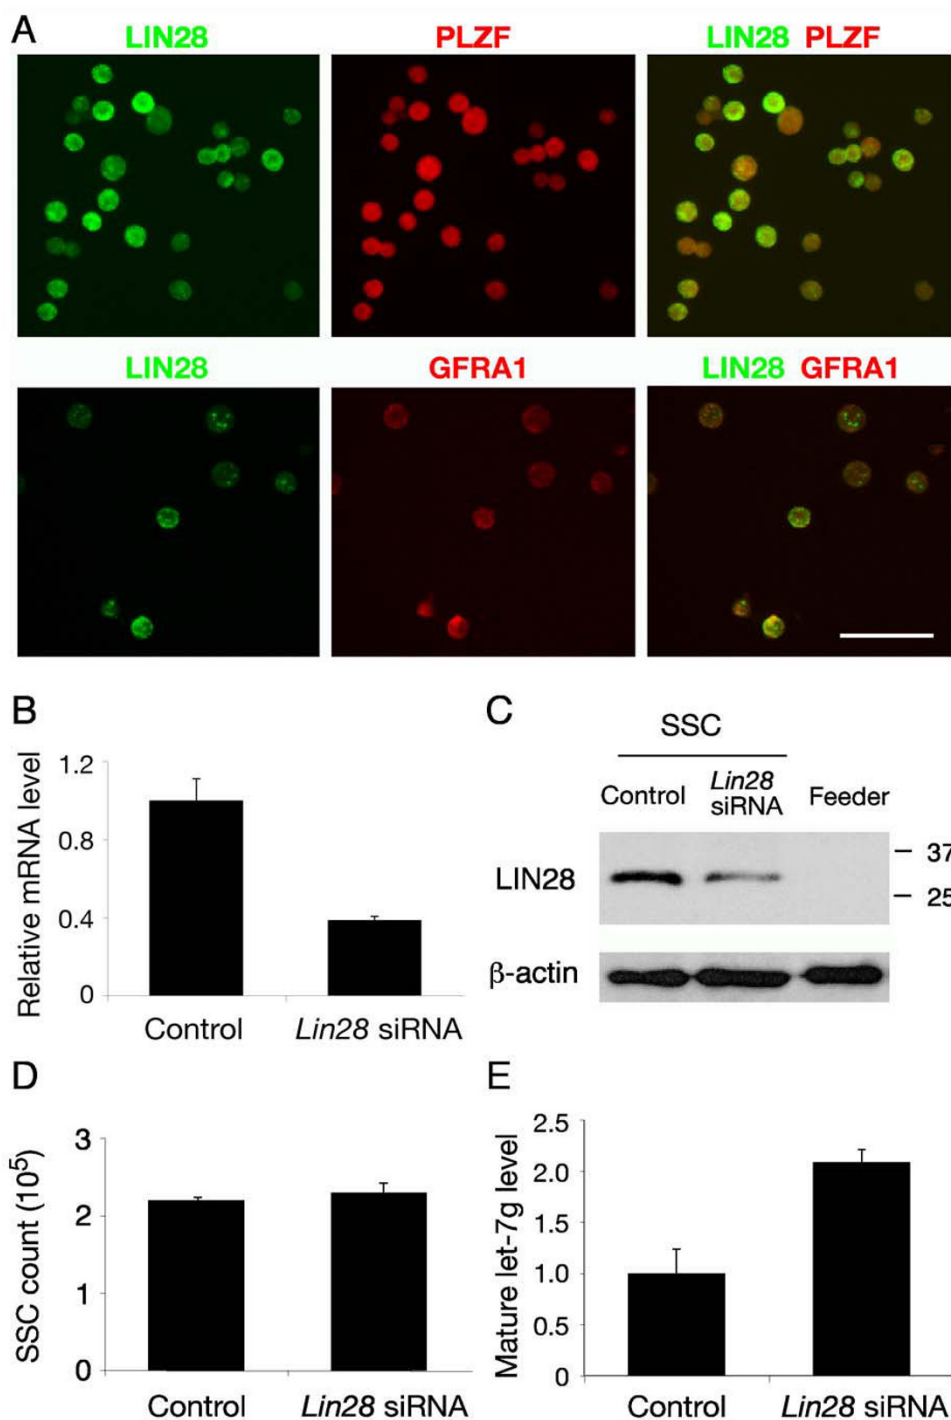 A
LIN28 PLZF LIN28 PLZF
LIN28 GFRA1 LIN28 GFRA1
B
Relative mRNA level
1.2
0.8
0.4
0
Control Lin28 siRNA
C
SSC
Control Lin28 siRNA Feeder
LIN28
37
25
β-actin
D
SSC count (10⁵)
3
2
1
0
Control Lin28 siRNA
E
Mature let-7g level
2.5
2.0
1.5
1.0
0.5
0
Control Lin28 siRNA